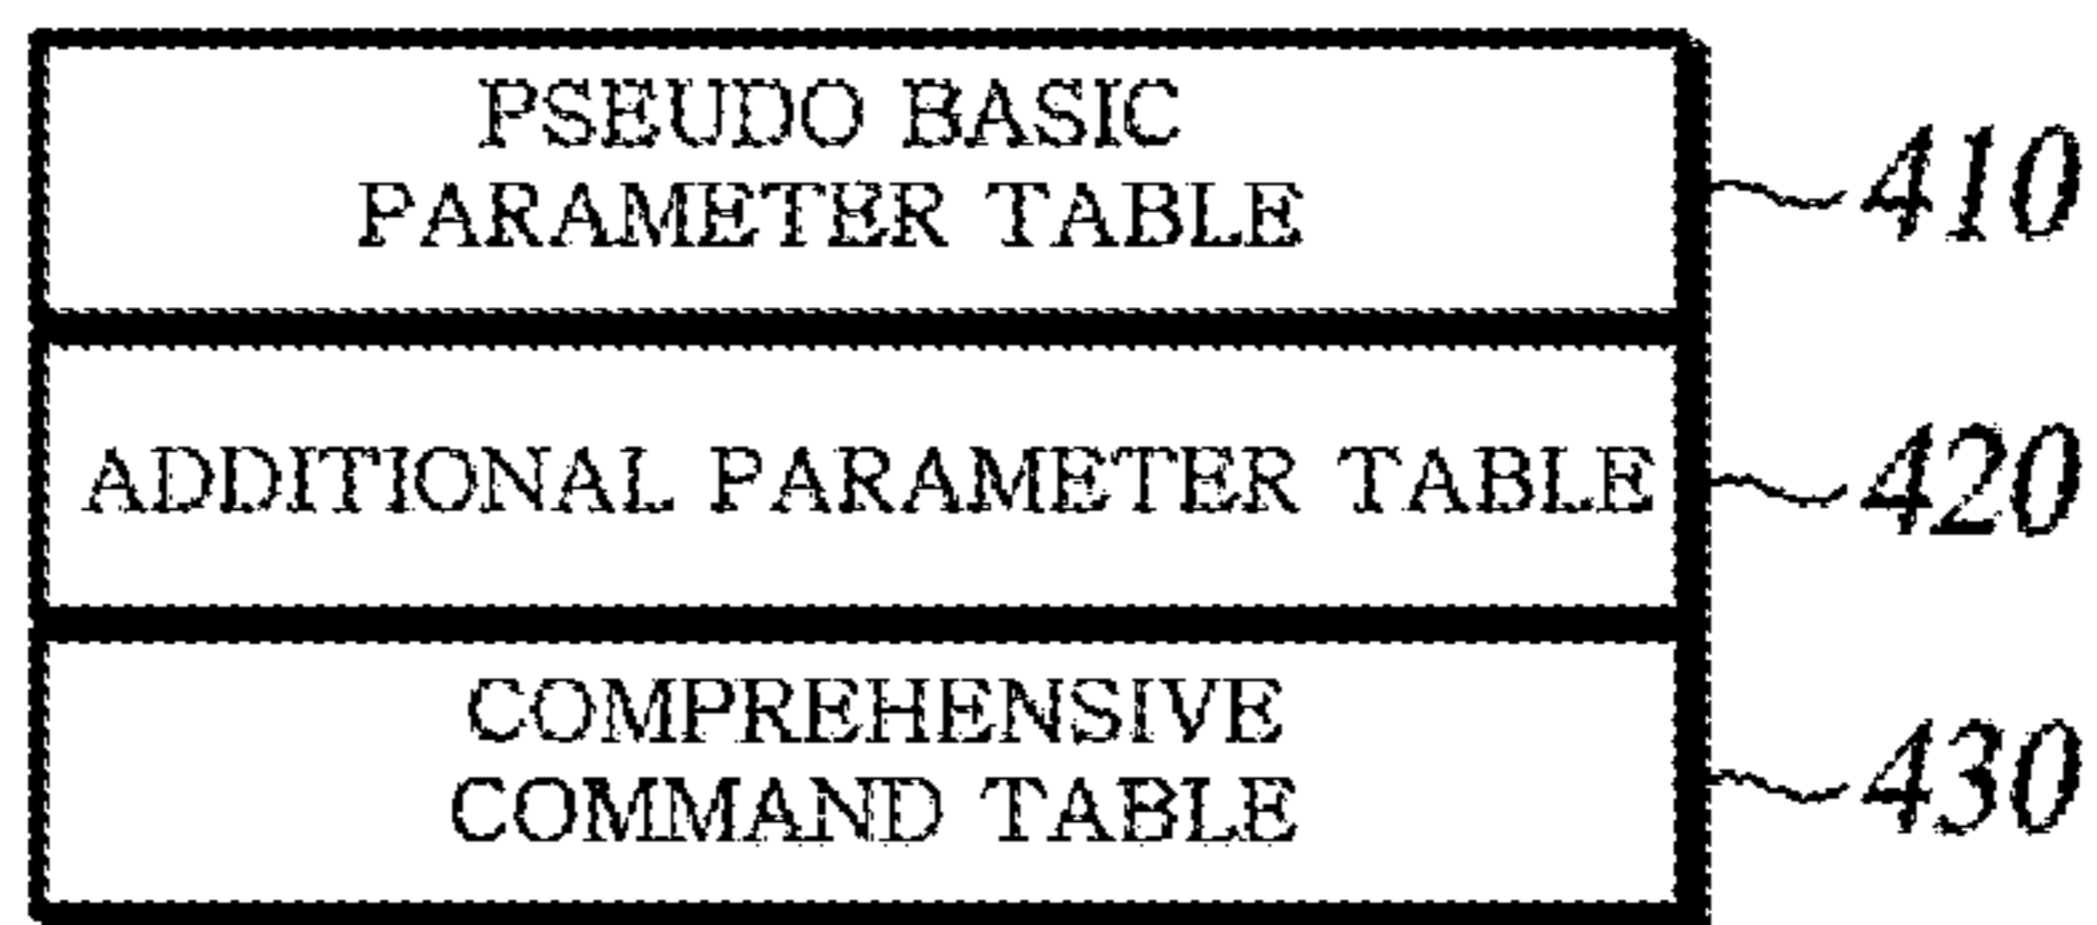 PSEUDO BASIC
PARAMETER TABLE
410
ADDITIONAL PARAMETER TABLE
420
COMPREHENSIVE
COMMAND TABLE
430